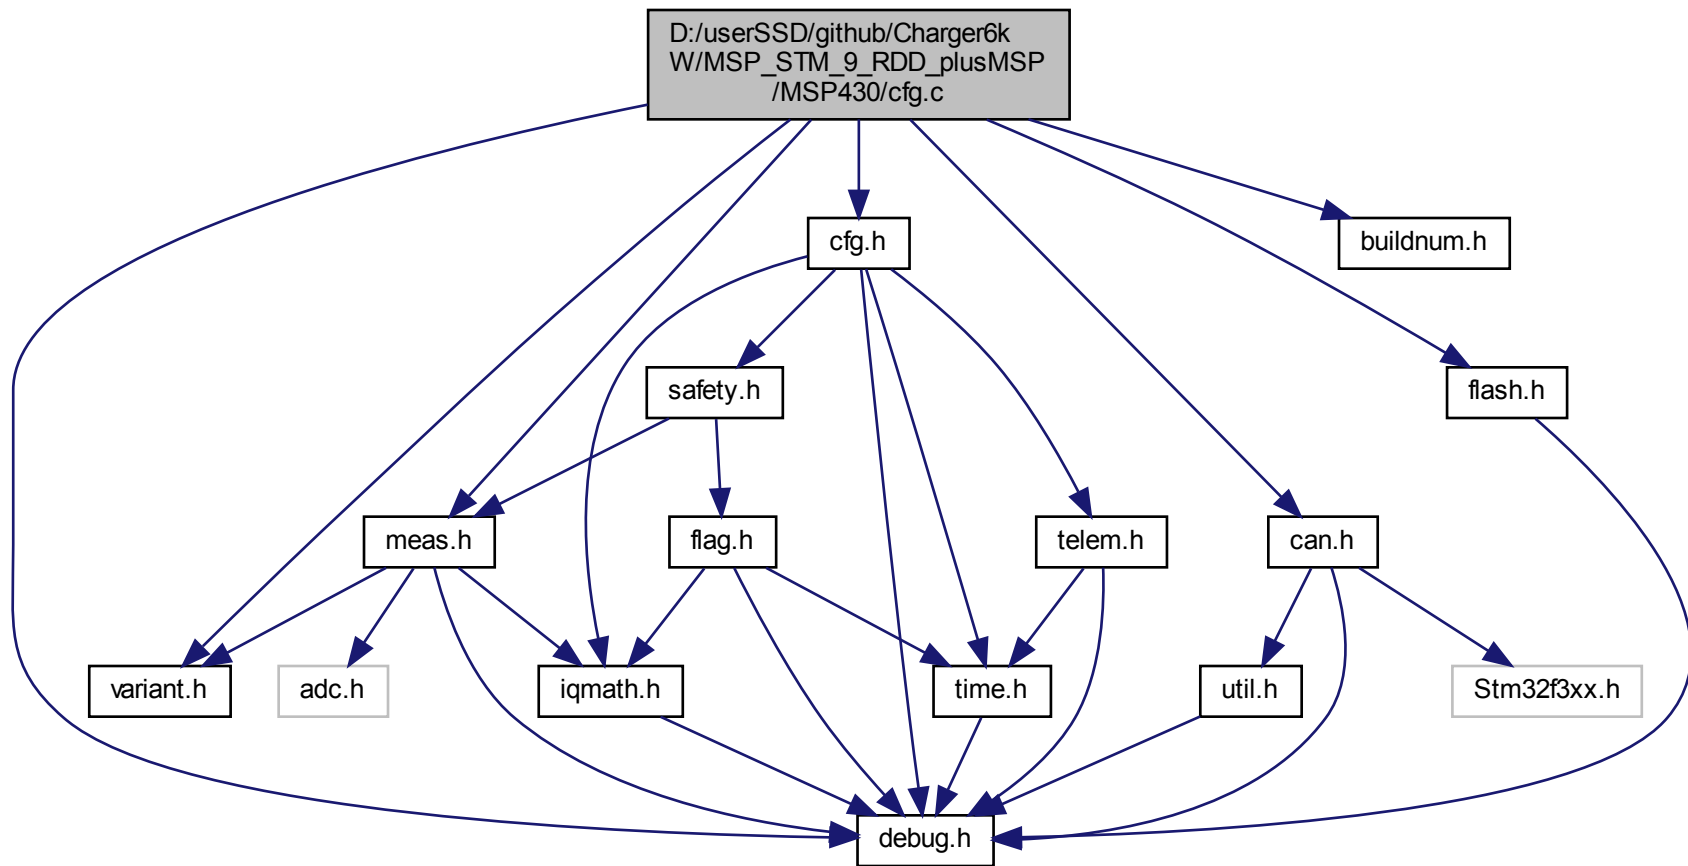 D:/userSSD/github/Charger6k
W/MSP_STM_9_RDD_plusMSP
/MSP430/cfg.c
cfg.h
buildnum.h
safety.h
flash.h
meas.h
flag.h
telem.h
can.h
variant.h
adc.h
iqmath.h
time.h
util.h
Stm32f3xx.h
debug.h